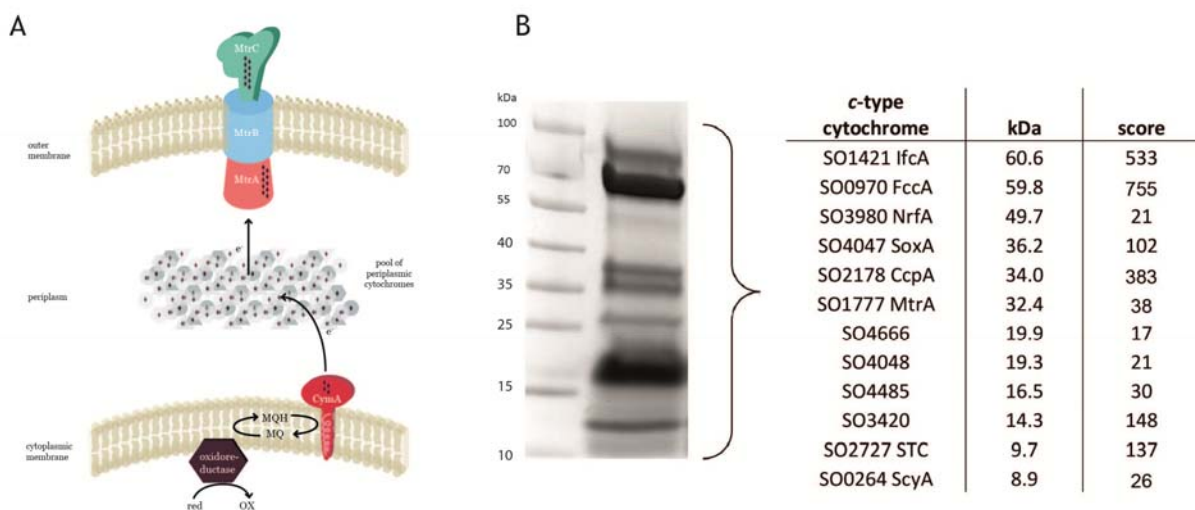 A
MtrC
outer
membrane
MtrB
MtrA
e-
periplasm
pool of
periplasmic
cytochromes
e-
CymA
MQH
MQ
cytoplasmic
membrane
oxidore-
ductase
red
OX
B
kDa
100
70
55
40
35
25
15
10
c-type
cytochrome kDa score
SO1421 IfcA 60.6 533
SO0970 FccA 59.8 755
SO3980 NrfA 49.7 21
SO4047 SoxA 36.2 102
SO2178 CcpA 34.0 383
SO1777 MtrA 32.4 38
SO4666 19.9 17
SO4048 19.3 21
SO4485 16.5 30
SO3420 14.3 148
SO2727 STC 9.7 137
SO0264 ScyA 8.9 26